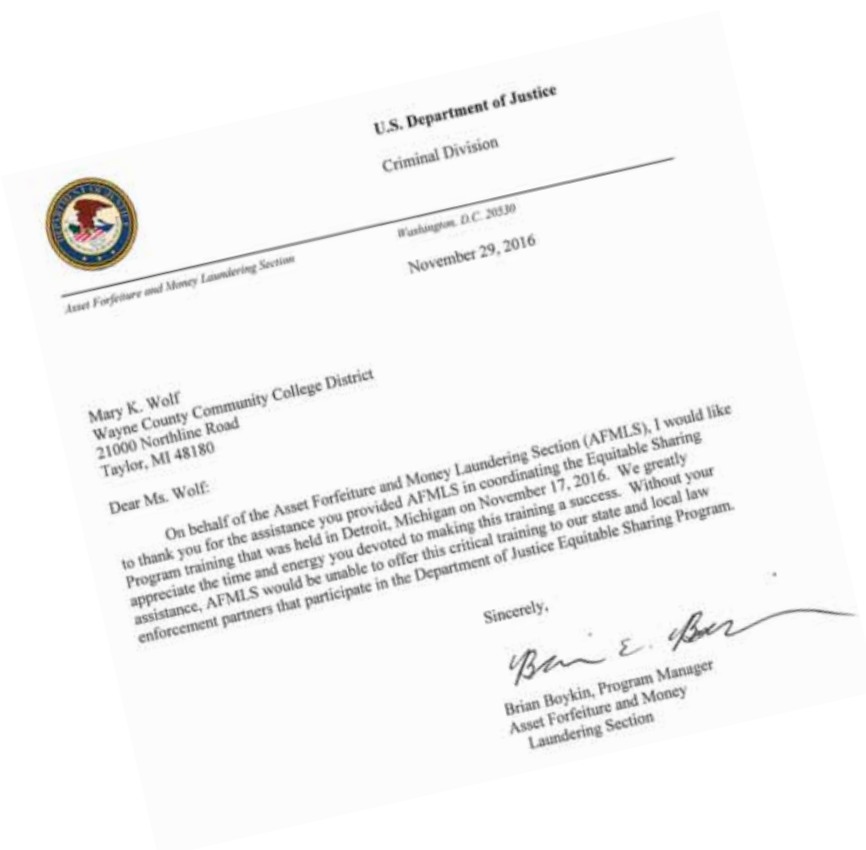 U.S. Department of Justice
Criminal Division
Washington, D.C. 20530
Asset Forfeiture and Money Laundering Section
November 29, 2016
Mary K. Wolf
Wayne County Community College District
21000 Northline Road
Taylor, MI 48180
Dear Ms. Wolf:
On behalf of the Asset Forfeiture and Money Laundering Section (AFMLS), I would like
to thank you for the assistance you provided AFMLS in coordinating the Equitable Sharing
Program training that was held in Detroit, Michigan on November 17, 2016. We greatly
appreciate the time and energy you devoted to making this training a success. Without your
assistance, AFMLS would be unable to offer this critical training to our state and local law
enforcement partners that participate in the Department of Justice Equitable Sharing Program.
Sincerely,
Brian Boykin, Program Manager
Asset Forfeiture and Money
Laundering Section